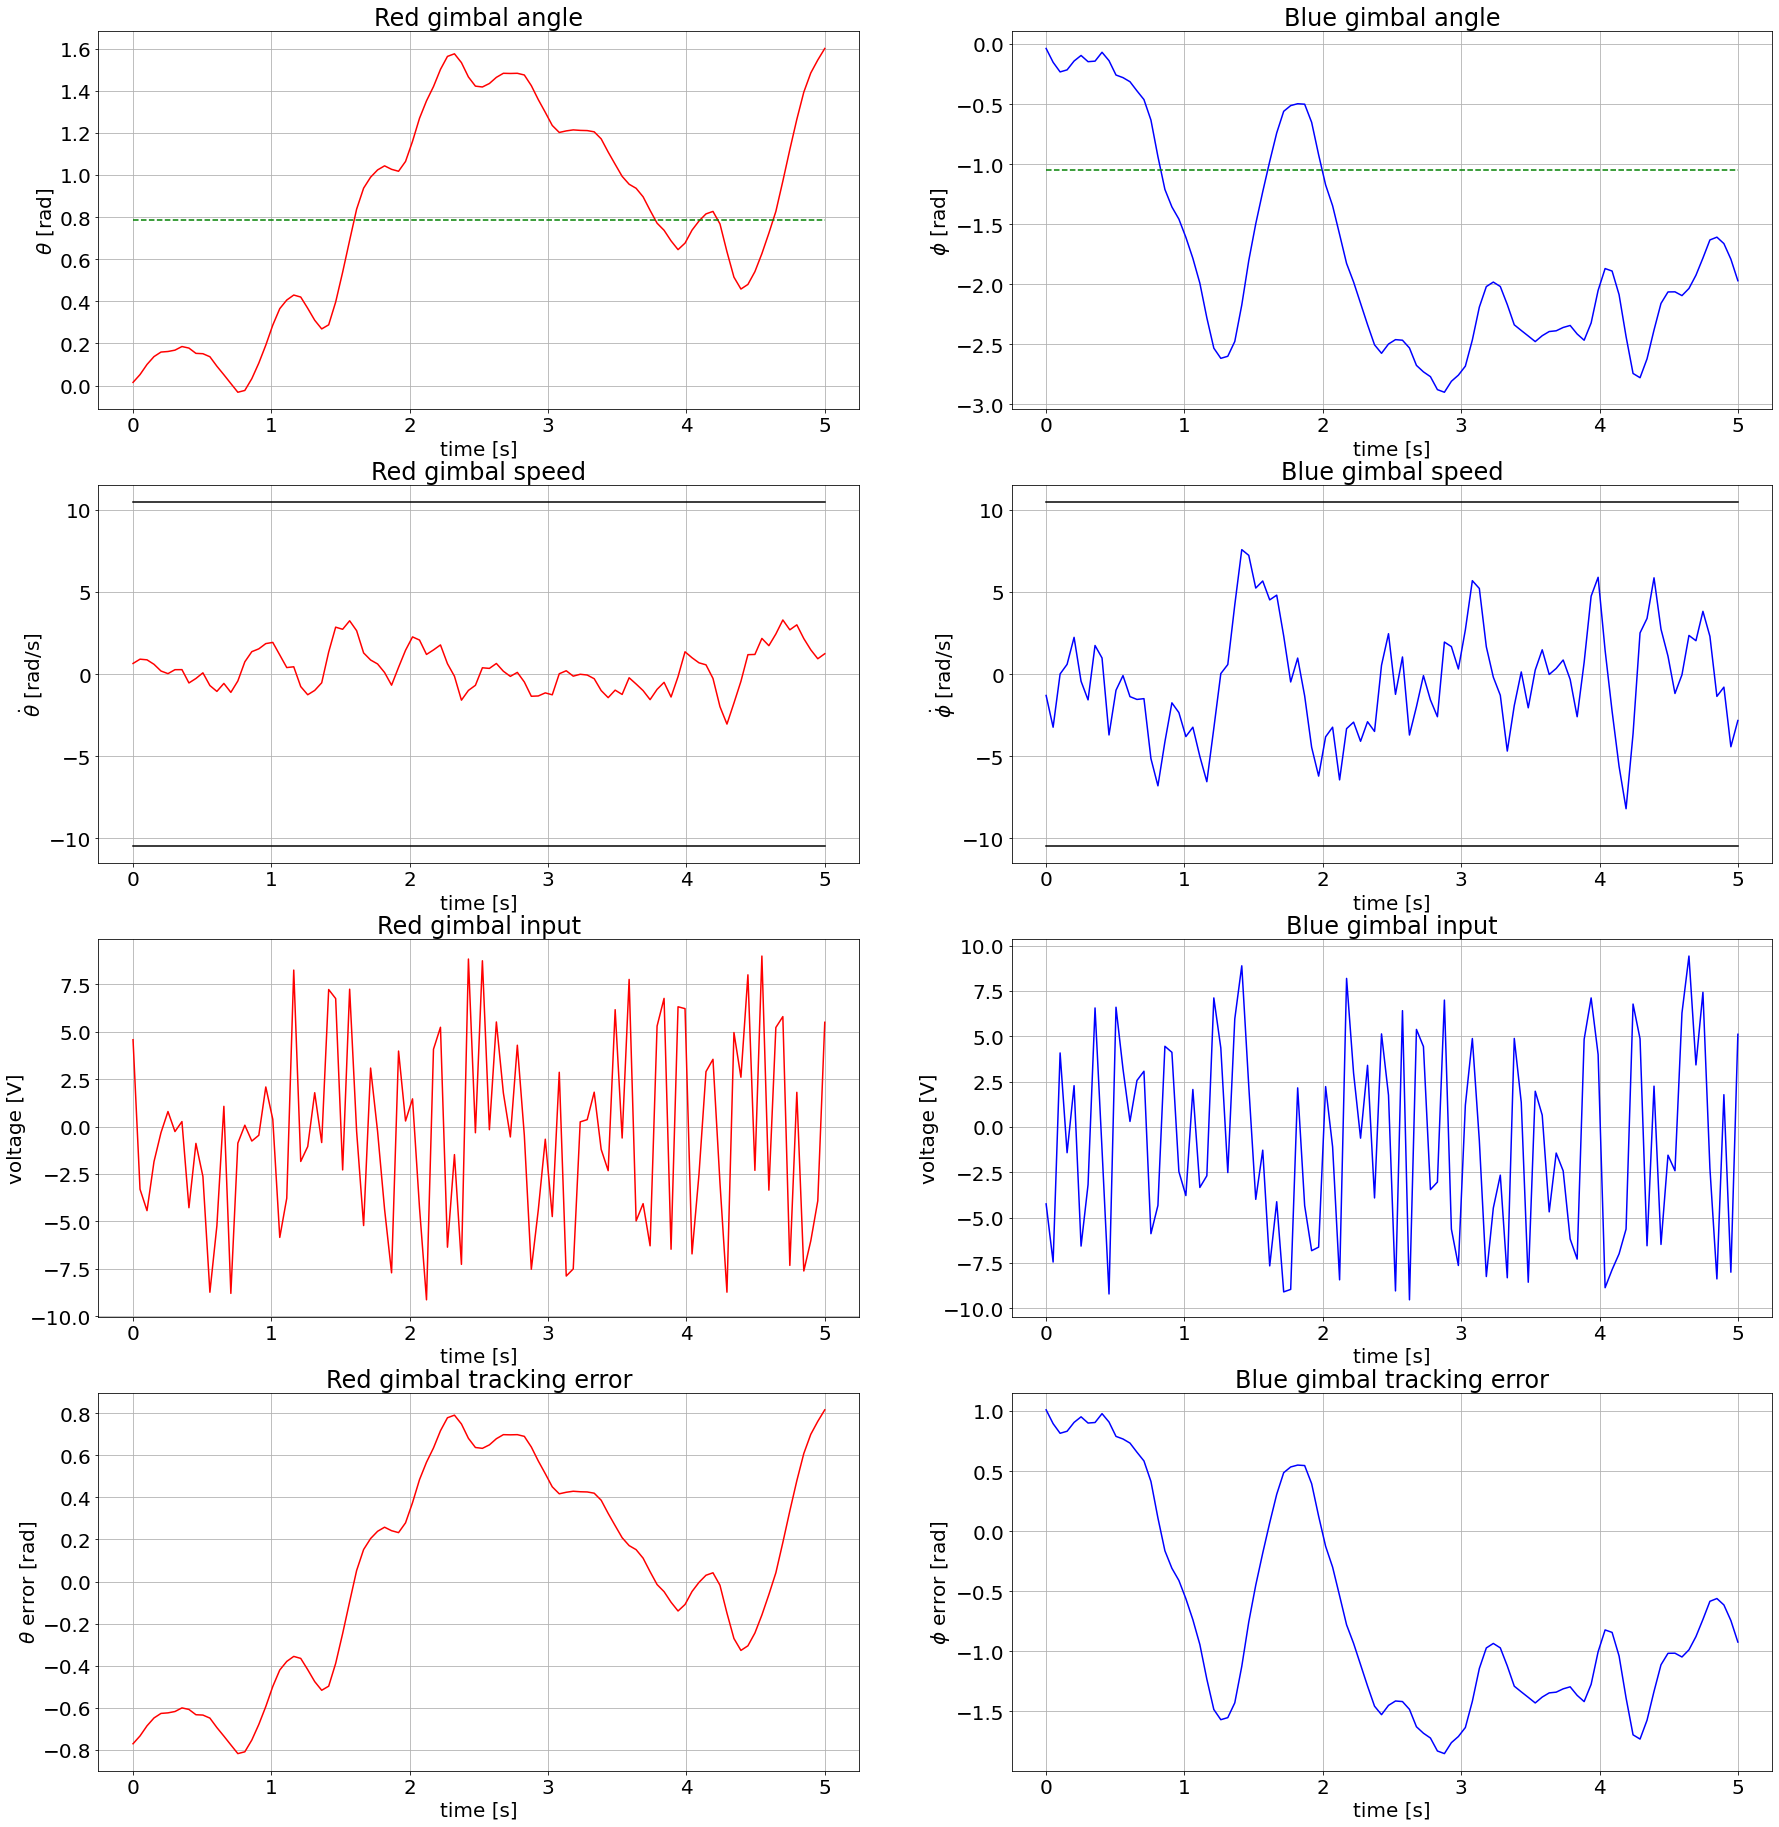 Red gimbal angle
θ [rad]
1.6
1.4
1.2
1.0
0.8
0.6
0.4
0.2
0.0
0 1 2 3 4 5
time [s]
Blue gimbal angle
ϕ [rad]
0.0
−0.5
−1.0
−1.5
−2.0
−2.5
−3.0
0 1 2 3 4 5
time [s]
Red gimbal speed
θ̇ [rad/s]
10
5
0
−5
−10
0 1 2 3 4 5
time [s]
Blue gimbal speed
ϕ̇ [rad/s]
10
5
0
−5
−10
0 1 2 3 4 5
time [s]
Red gimbal input
voltage [V]
7.5
5.0
2.5
0.0
−2.5
−5.0
−7.5
−10.0
0 1 2 3 4 5
time [s]
Blue gimbal input
voltage [V]
10.0
7.5
5.0
2.5
0.0
−2.5
−5.0
−7.5
−10.0
0 1 2 3 4 5
time [s]
Red gimbal tracking error
θ error [rad]
0.8
0.6
0.4
0.2
0.0
−0.2
−0.4
−0.6
−0.8
0 1 2 3 4 5
time [s]
Blue gimbal tracking error
ϕ error [rad]
1.0
0.5
0.0
−0.5
−1.0
−1.5
0 1 2 3 4 5
time [s]